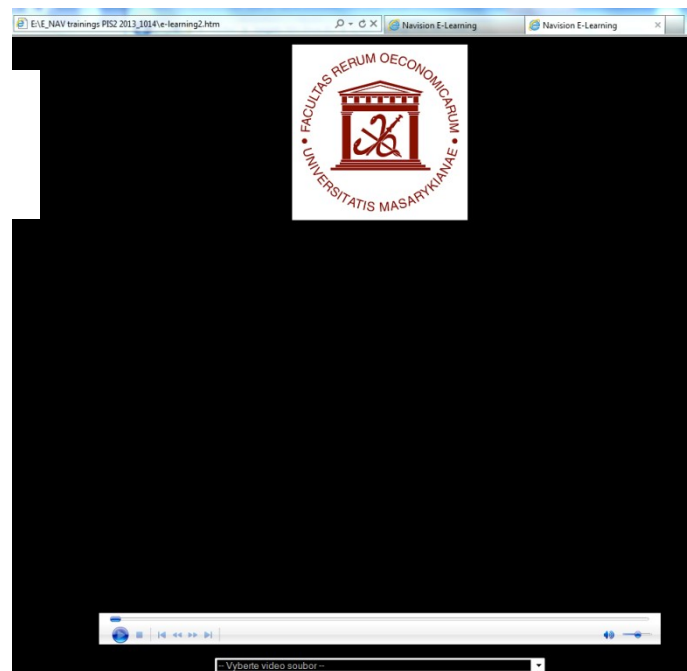 E:\E_NAV trainings PIS2 2013_1014\e-learning2.htm
Navision E-Learning
Navision E-Learning
• FACULTAS RERUM OECONOMICARUM •
UNIVERSITATIS MASARYKIANAE
-- Vyberte video soubor --